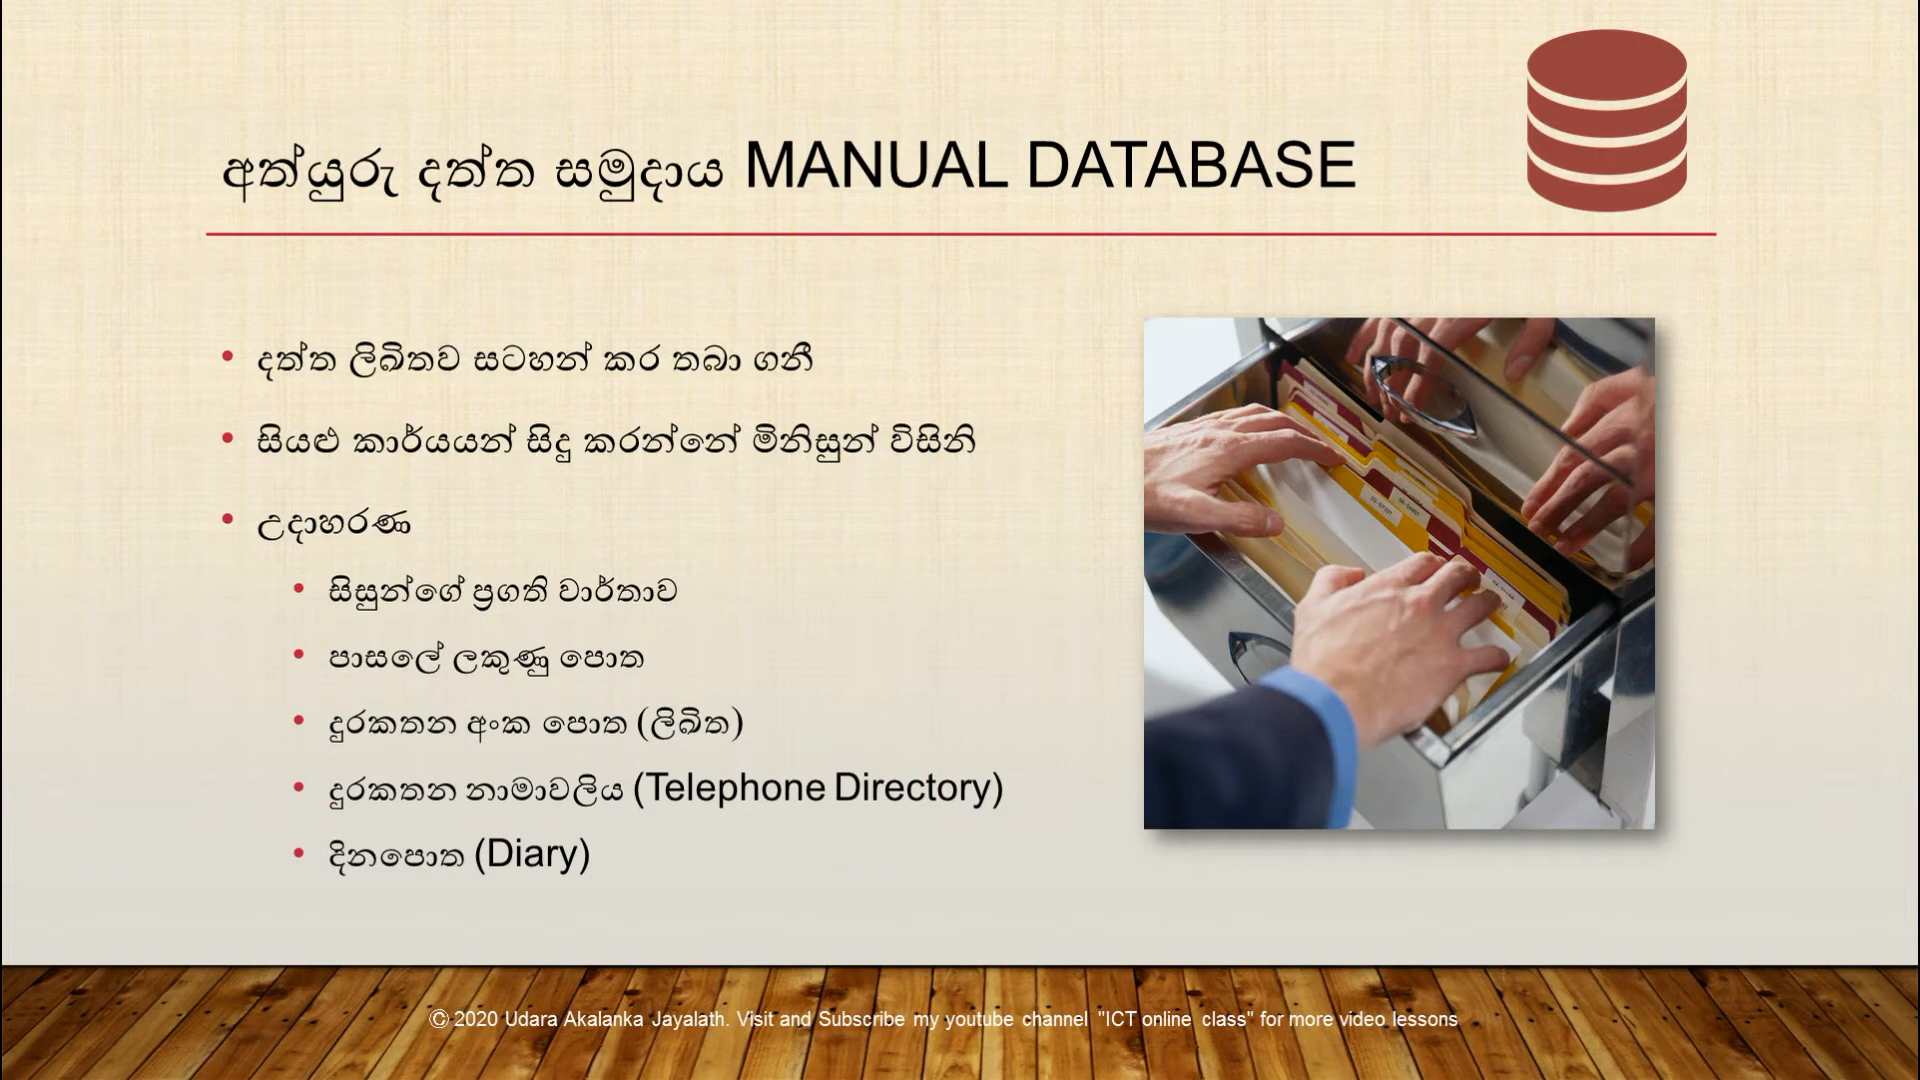 අත්යුරු දත්ත සමුදාය MANUAL DATABASE
• දත්ත ලිඛිතව සටහන් කර තබා ගනී
• සියළු කාර්යයන් සිදු කරන්නේ මිනිසුන් විසිනි
• උදාහරණ
• සිසුන්ගේ ප්‍රගති වාර්තාව
• පාසලේ ලකුණු පොත
• දුරකතන අංක පොත (ලිඛිත)
• දුරකතන නාමාවලිය (Telephone Directory)
• දිනපොත (Diary)
© 2020 Udara Akalanka Jayalath. Visit and Subscribe my youtube channel "ICT online class" for more video lessons